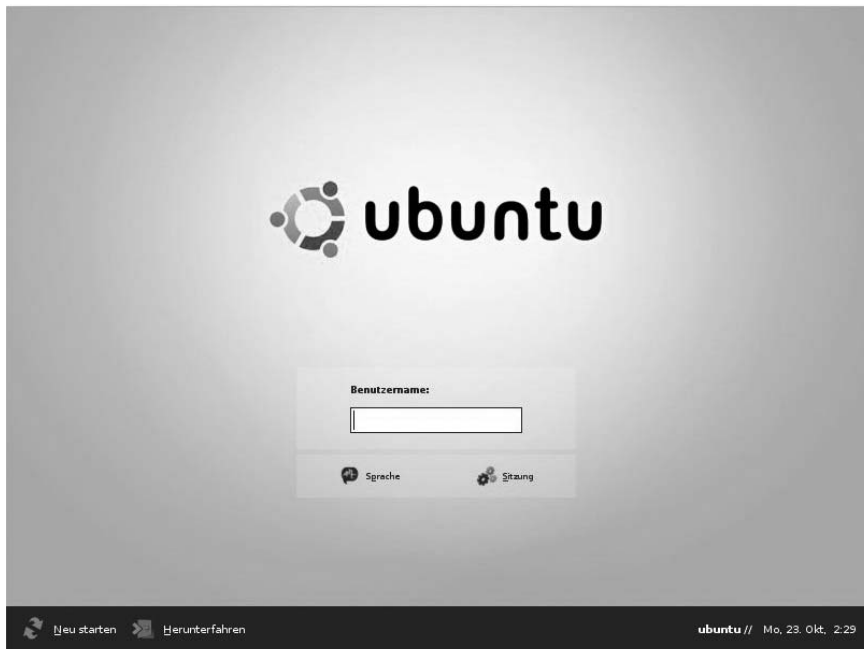 ubuntu
Benutzername:
Sprache
Sitzung
Neu starten
Herunterfahren
ubuntu // Mo, 23. Okt, 2:29